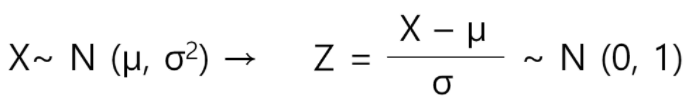 X~ N (μ, σ²) → Z = (X − μ) / σ ~ N (0, 1)